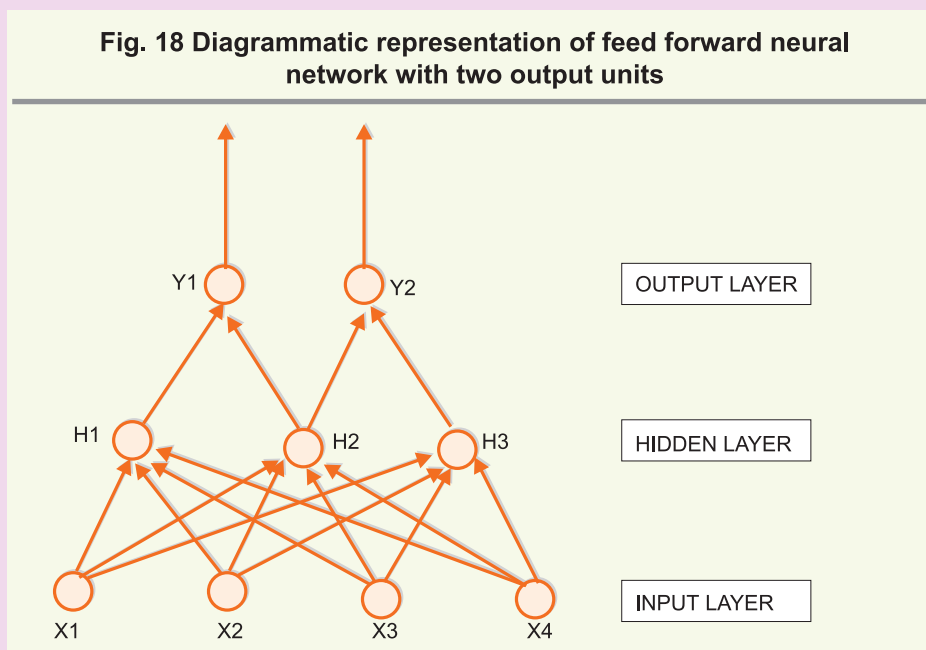 Fig. 18 Diagrammatic representation of feed forward neural
network with two output units
Y1
Y2
OUTPUT LAYER
H1
H2
H3
HIDDEN LAYER
INPUT LAYER
X1
X2
X3
X4